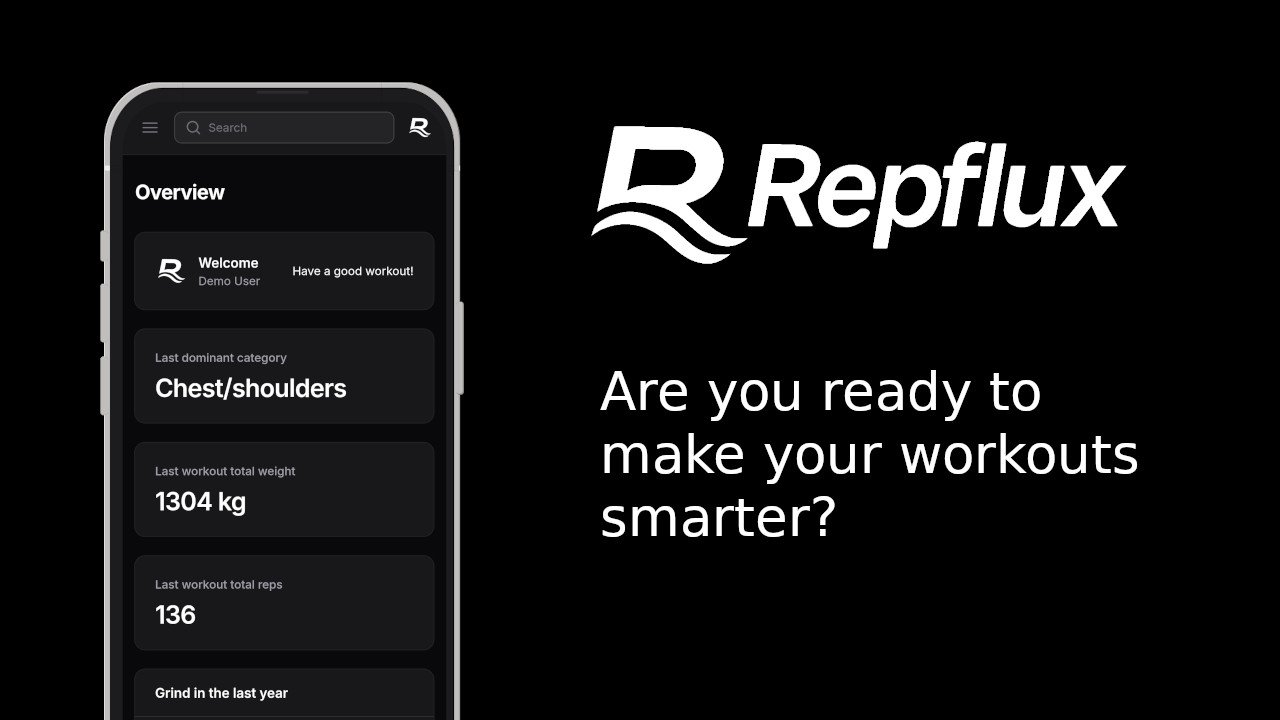 Search
Overview
Welcome
Demo User
Have a good workout!
Last dominant category
Chest/shoulders
Last workout total weight
1304 kg
Last workout total reps
136
Grind in the last year
Repflux
Are you ready to
make your workouts
smarter?